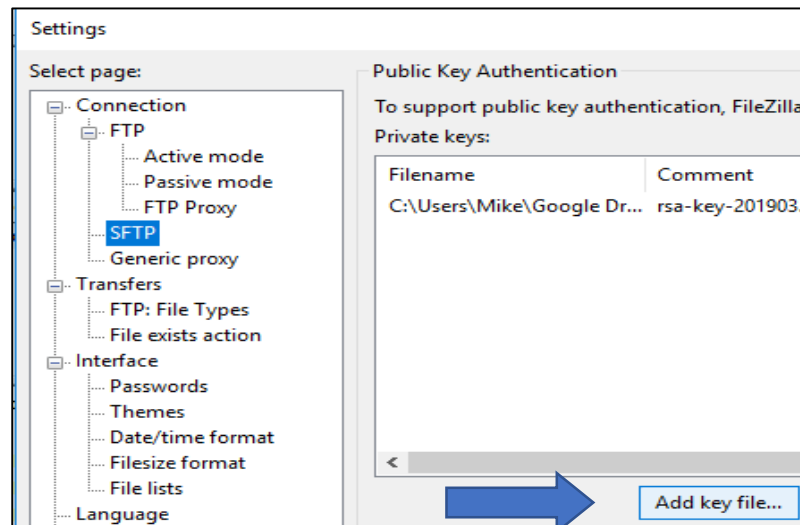 Settings
Select page:
Connection
FTP
Active mode
Passive mode
FTP Proxy
SFTP
Generic proxy
Transfers
FTP: File Types
File exists action
Interface
Passwords
Themes
Date/time format
Filesize format
File lists
Language
Public Key Authentication
To support public key authentication, FileZilla
Private keys:
Filename Comment
C:\Users\Mike\Google Dr... rsa-key-201903
Add key file...